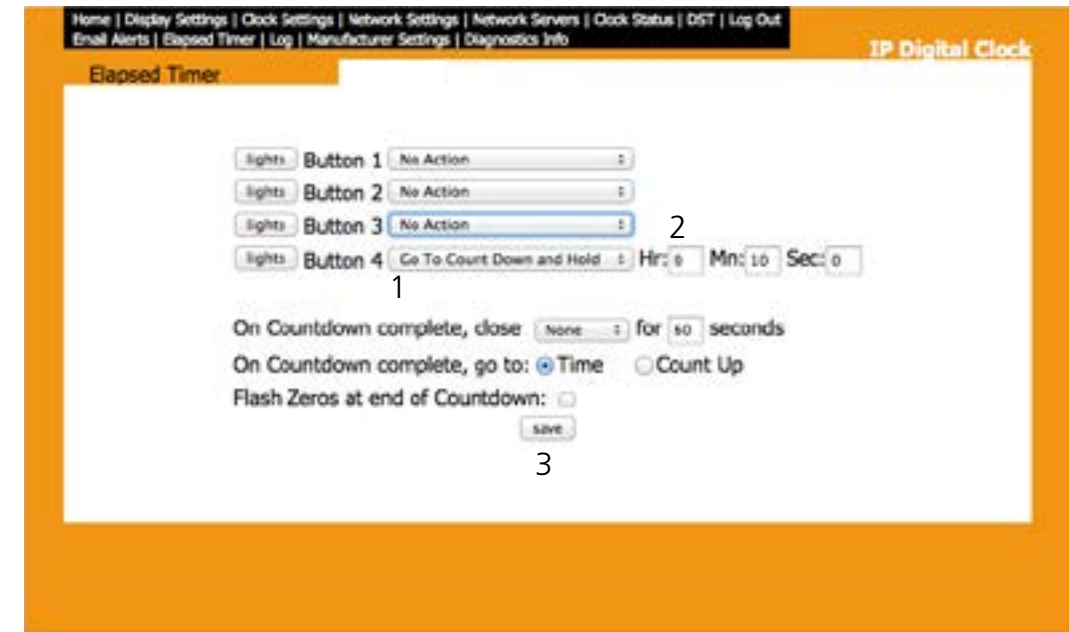 Home | Display Settings | Clock Settings | Network Settings | Network Servers | Clock Status | DST | Log Out
Email Alerts | Elapsed Timer | Log | Manufacturer Settings | Diagnostics Info
IP Digital Clock
Elapsed Timer
lights Button 1 No Action
lights Button 2 No Action
lights Button 3 No Action
2
lights Button 4 Go To Count Down and Hold Hr: 0 Mn: 10 Sec: 0
1
On Countdown complete, close None for 60 seconds
On Countdown complete, go to: Time Count Up
Flash Zeros at end of Countdown:
save
3